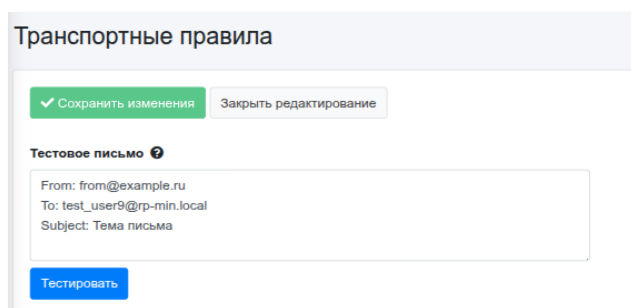 Транспортные правила
Сохранить изменения Закрыть редактирование
Тестовое письмо
From: from@example.ru
To: test_user9@rp-min.local
Subject: Тема письма
Тестировать